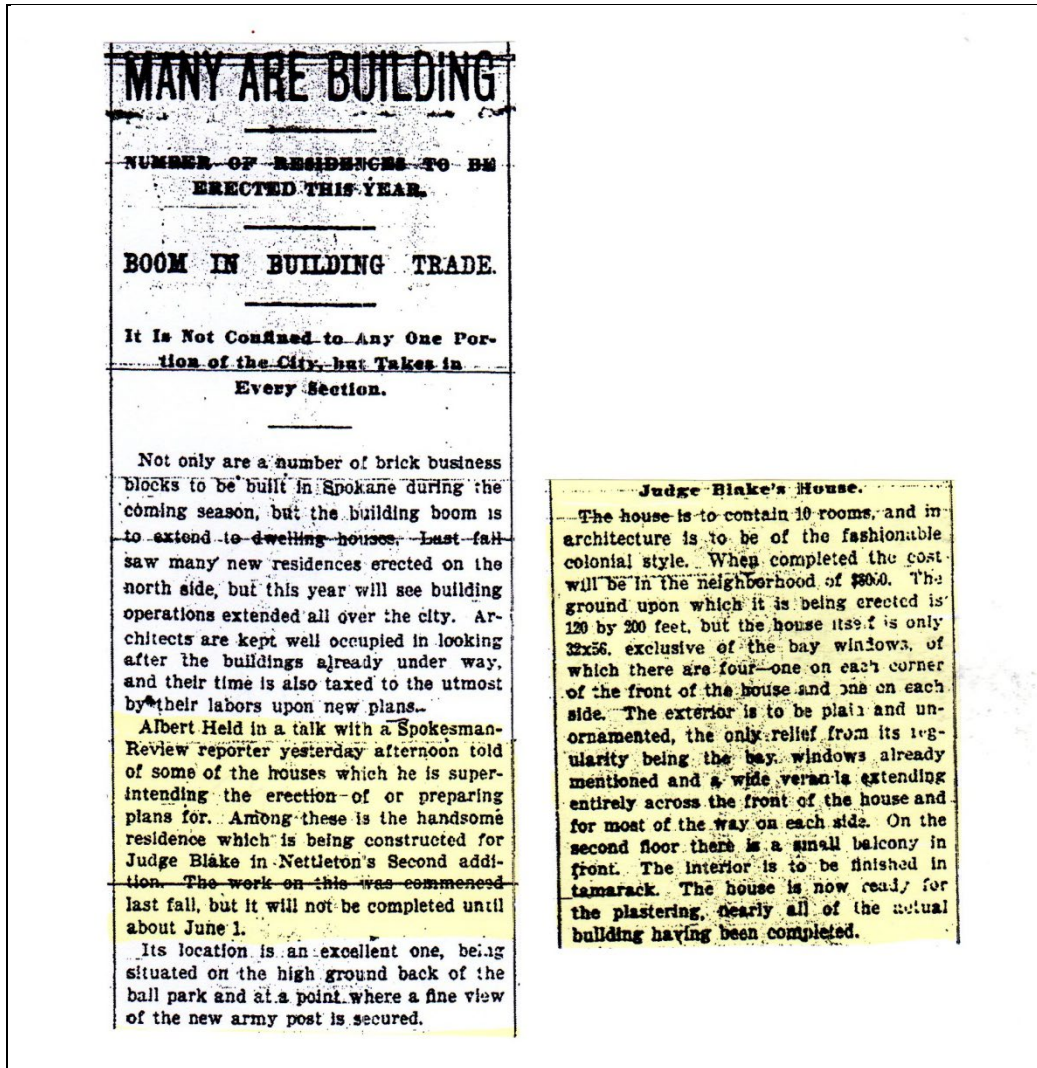 MANY ARE BUILDING
NUMBER OF RESIDENCES TO BE
ERECTED THIS YEAR.
BOOM IN BUILDING TRADE.
It Is Not Confined to Any One Por-
tion of the City, but Takes in
Every Section.
Not only are a number of brick business
blocks to be built in Spokane during the
coming season, but the building boom is
to extend to dwelling houses. Last fall
saw many new residences erected on the
north side, but this year will see building
operations extended all over the city. Ar-
chitects are kept well occupied in looking
after the buildings already under way,
and their time is also taxed to the utmost
by their labors upon new plans.
Albert Held in a talk with a Spokesman-
Review reporter yesterday afternoon told
of some of the houses which he is super-
intending the erection of or preparing
plans for. Among these is the handsome
residence which is being constructed for
Judge Blake in Nettleton's Second addi-
tion. The work on this was commenced
last fall, but it will not be completed until
about June 1.
Its location is an excellent one, being
situated on the high ground back of the
ball park and at a point where a fine view
of the new army post is secured.
Judge Blake's House.
The house is to contain 10 rooms, and in
architecture is to be of the fashionable
colonial style. When completed the cost
will be in the neighborhood of $8000. The
ground upon which it is being erected is
120 by 200 feet, but the house itself is only
32x56, exclusive of the bay windows, of
which there are four—one on each corner
of the front of the house and one on each
side. The exterior is to be plain and un-
ornamented, the only relief from its reg-
ularity being the bay windows already
mentioned and a wide veranda extending
entirely across the front of the house and
for most of the way on each side. On the
second floor there is a small balcony in
front. The interior is to be finished in
tamarack. The house is now ready for
the plastering, nearly all of the actual
building having been completed.